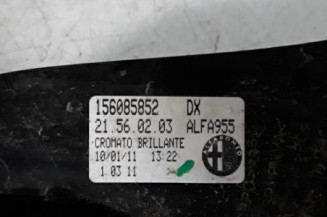 156085852 DX
21.56.02.03 ALFA955
CROMATO BRILLANTE
10/01/11 13:22
1 03 11